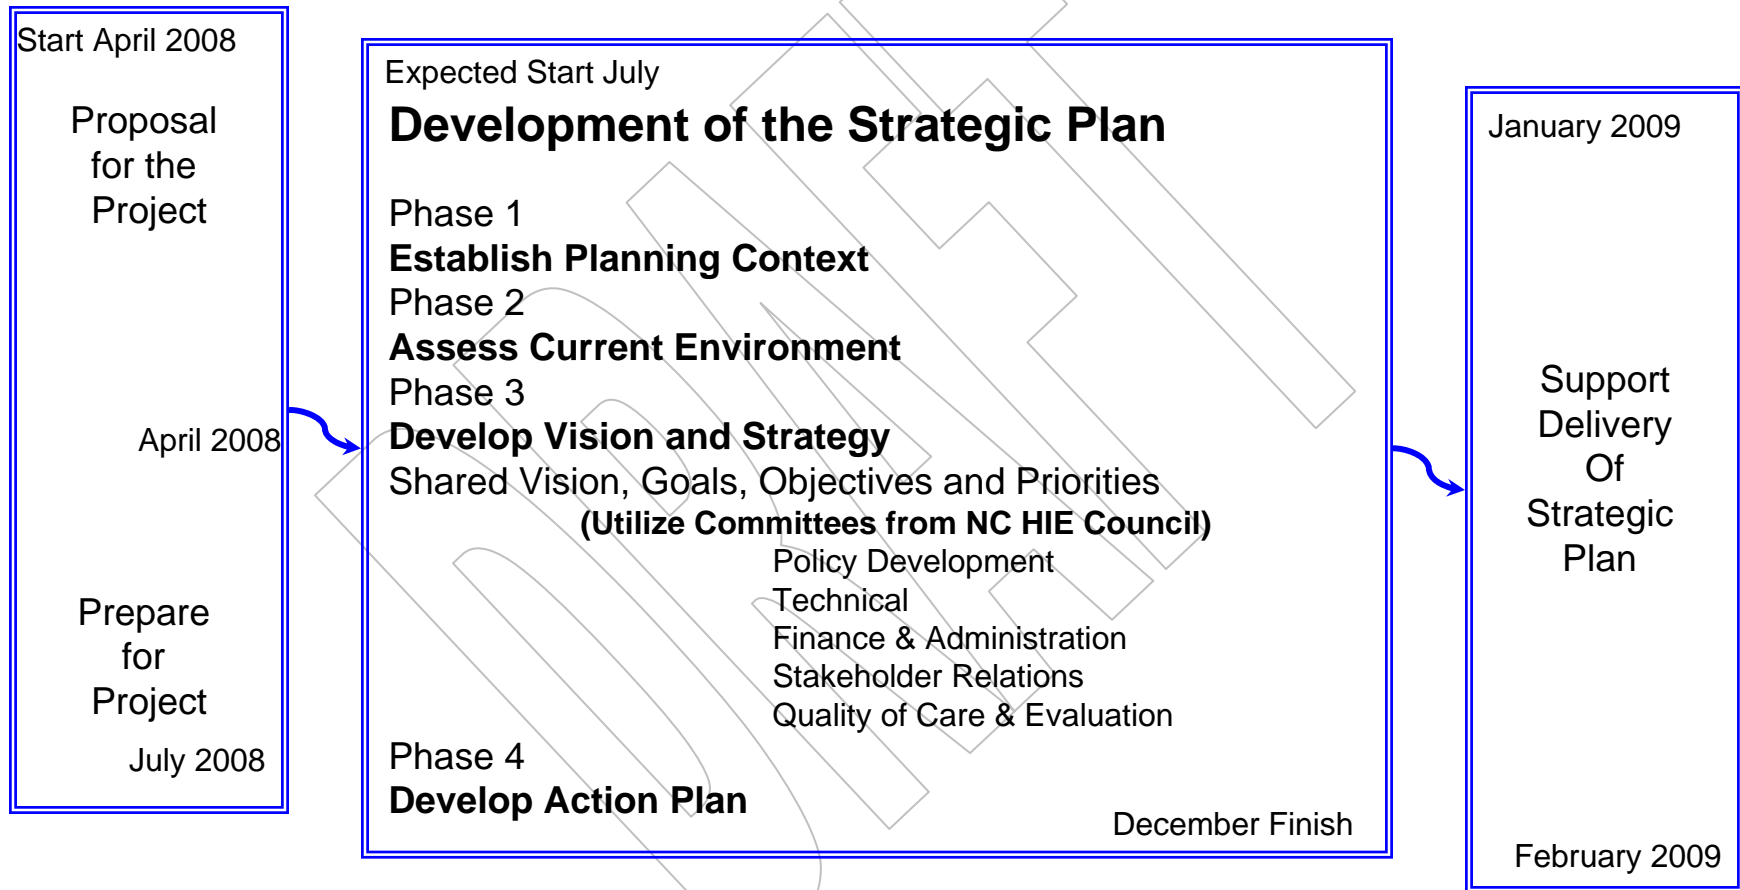 Start April 2008
Proposal
for the
Project
April 2008
Prepare
for
Project
July 2008
Expected Start July
Development of the Strategic Plan
Phase 1
Establish Planning Context
Phase 2
Assess Current Environment
Phase 3
Develop Vision and Strategy
Shared Vision, Goals, Objectives and Priorities
(Utilize Committees from NC HIE Council)
Policy Development
Technical
Finance & Administration
Stakeholder Relations
Quality of Care & Evaluation
Phase 4
Develop Action Plan
December Finish
January 2009
Support
Delivery
Of
Strategic
Plan
February 2009
DRAFT